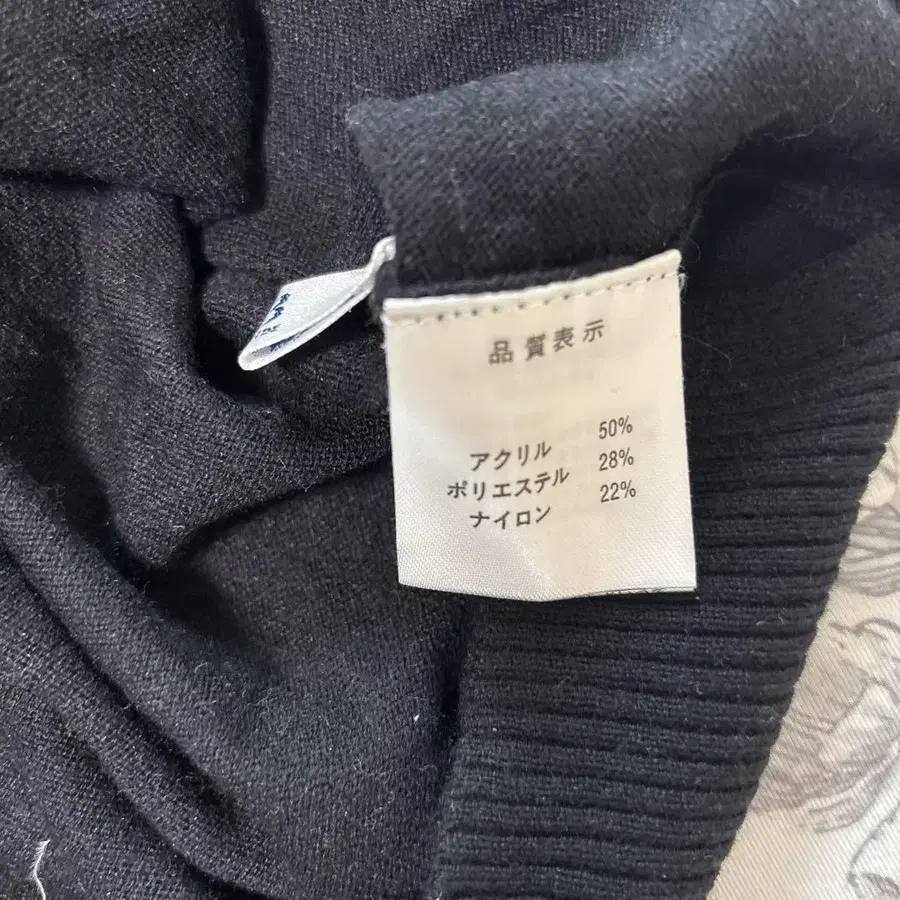 品質表示
アクリル 50%
ポリエステル 28%
ナイロン 22%